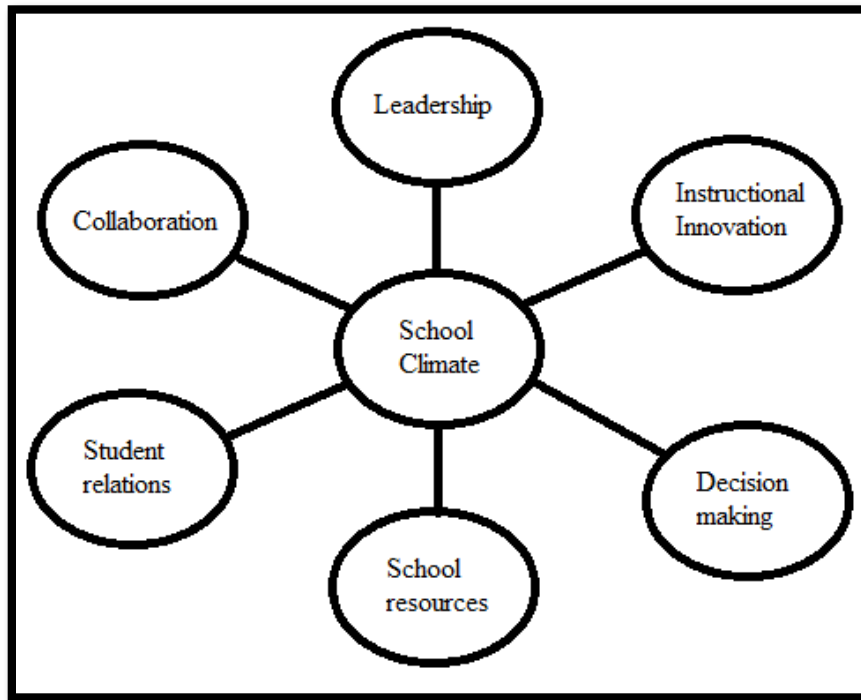 Leadership
Instructional
Innovation
Collaboration
School
Climate
Student
relations
Decision
making
School
resources